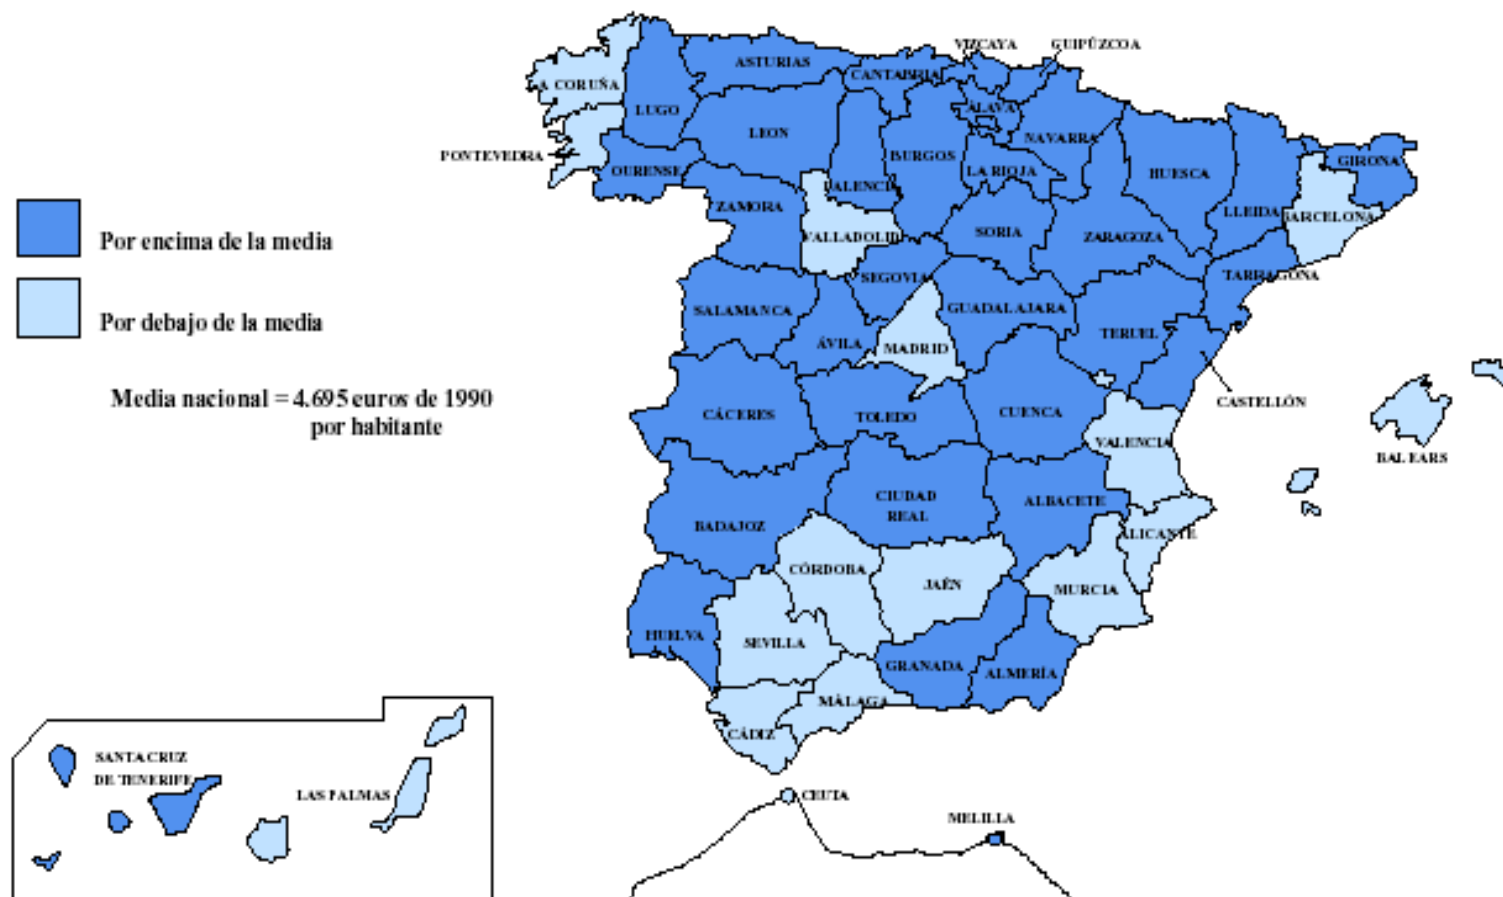 VIZCAYA
GUIPÚZCOA
ASTURIAS
CANTABRIA
A CORUÑA
LUGO
ÁLAVA
LEON
NAVARRA
PONTEVEDRA
BURGOS
LA RIOJA
GIRONA
OURENSE
HUESCA
PALENCIA
ZAMORA
LLEIDA
BARCELONA
VALLADOLID
SORIA
ZARAGOZA
Por encima de la media
SEGOVIA
TARRAGONA
SALAMANCA
GUADALAJARA
Por debajo de la media
ÁVILA
MADRID
TERUEL
Media nacional = 4.695 euros de 1990
por habitante
CÁCERES
TOLEDO
CUENCA
CASTELLÓN
VALENCIA
BALEARS
CIUDAD
REAL
ALBACETE
BADAJOZ
ALICANTE
CÓRDOBA
JAÉN
MURCIA
HUELVA
SEVILLA
GRANADA
ALMERÍA
MÁLAGA
CÁDIZ
SANTA CRUZ
DE TENERIFE
LAS PALMAS
CEUTA
MELILLA